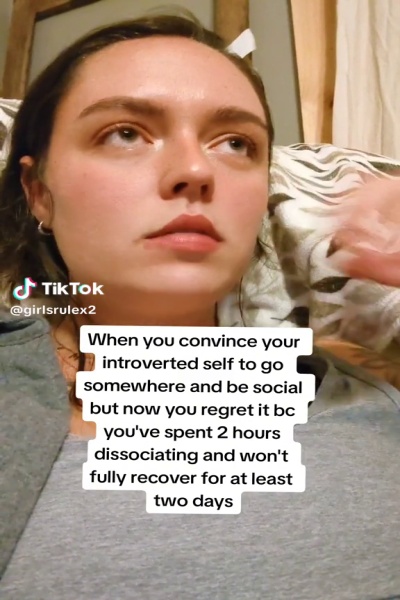 TikTok
@girlsrulex2
When you convince your
introverted self to go
somewhere and be social
but now you regret it bc
you've spent 2 hours
dissociating and won't
fully recover for at least
two days